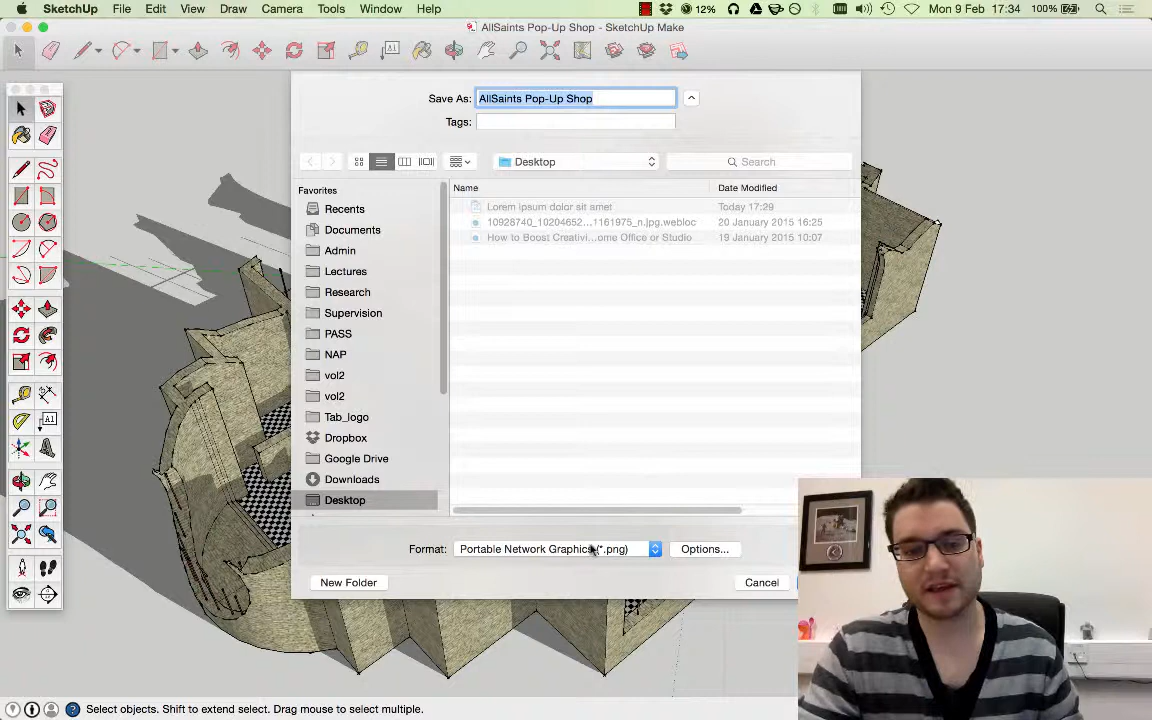 SketchUp File Edit View Draw Camera Tools Window Help 12% Mon 9 Feb 17:34 100%
AllSaints Pop-Up Shop - SketchUp Make
Save As: AllSaints Pop-Up Shop
Tags:
Desktop
Search
Favorites
Recents
Documents
Admin
Lectures
Research
Supervision
PASS
NAP
vol2
vol2
Tab_logo
Dropbox
Google Drive
Downloads
Desktop
Name Date Modified
Lorem ipsum dolor sit amet Today 17:29
10928740_10204652...1161975_n.jpg.webloc 20 January 2015 16:25
How to Boost Creativi...ome Office or Studio 19 January 2015 10:07
Format: Portable Network Graphics (*.png) Options...
New Folder Cancel
Select objects. Shift to extend select. Drag mouse to select multiple.